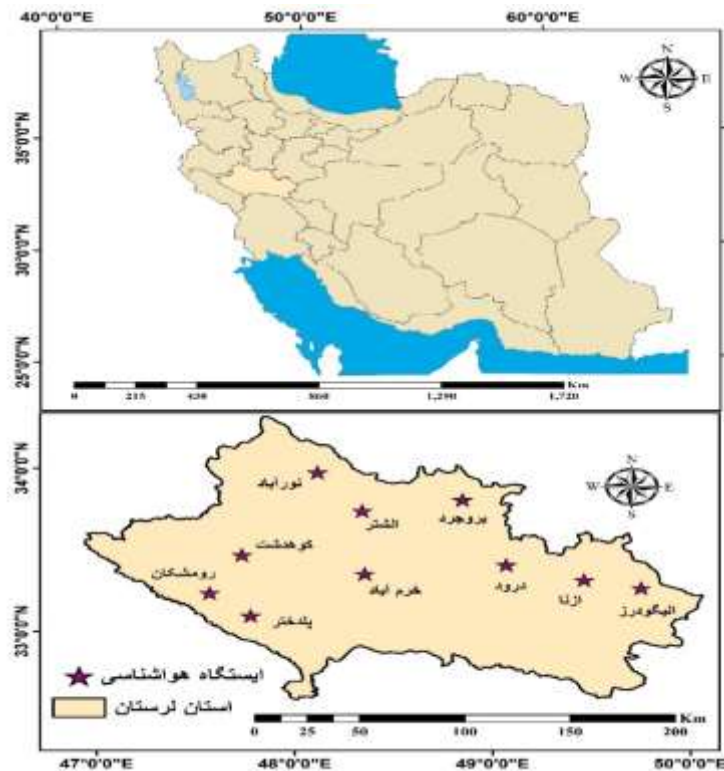 40°0'0"E 50°0'0"E 60°0'0"E
N
W E
S
35°0'0"N
30°0'0"N
25°0'0"N
Km
0 215 430 860 1,290 1,720
34°0'0"N
33°0'0"N
N
W E
S
نورآباد
الشتر
بروجرد
کوهدشت
رومشکان
خرم آباد
درود
ازنا
الیگودرز
پلدختر
ایستگاه هواشناسی
استان لرستان
Km
0 25 50 100 150 200
47°0'0"E 48°0'0"E 49°0'0"E 50°0'0"E